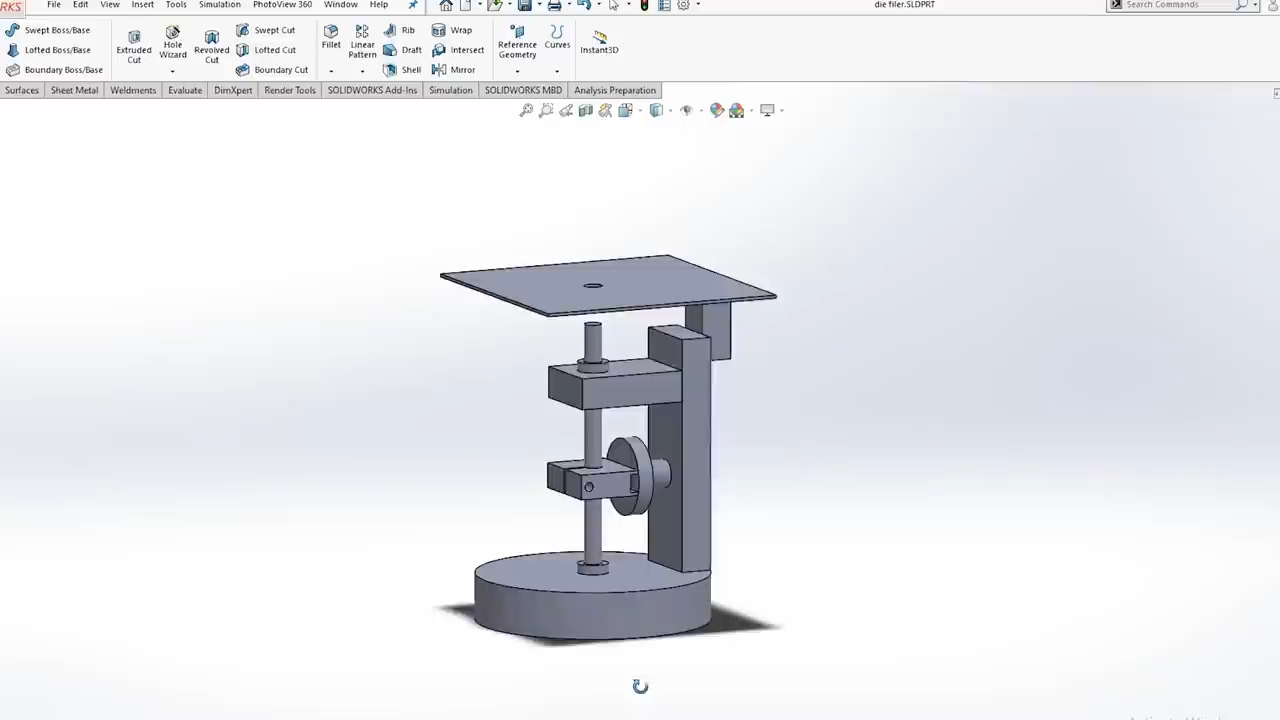 RKS File Edit View Insert Tools Simulation PhotoView 360 Window Help die filer.SLDPRT Search Commands
Swept Boss/Base
Lofted Boss/Base
Boundary Boss/Base
Extruded
Cut
Hole
Wizard
Revolved
Cut
Swept Cut
Lofted Cut
Boundary Cut
Fillet
Linear
Pattern
Rib
Draft
Shell
Wrap
Intersect
Mirror
Reference
Geometry
Curves
Instant3D
Surfaces Sheet Metal Weldments Evaluate DimXpert Render Tools SOLIDWORKS Add-Ins Simulation SOLIDWORKS MBD Analysis Preparation